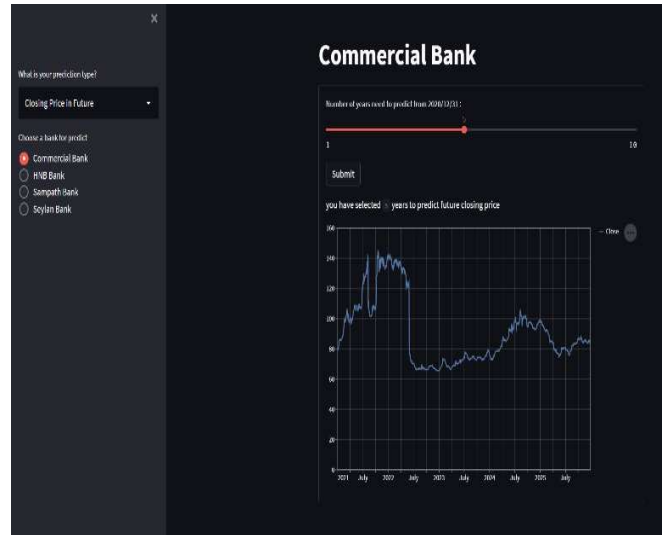 ×
What is your prediction type?
Closing Price in Future
Choose a bank for predict
Commercial Bank
HNB Bank
Sampath Bank
Seylan Bank
Commercial Bank
Number of years need to predict from 2020/12/31 :
1 10
Submit
you have selected years to predict future closing price
Close
160
140
120
100
80
60
40
20
0
2021 July 2022 July 2023 July 2024 July 2025 July